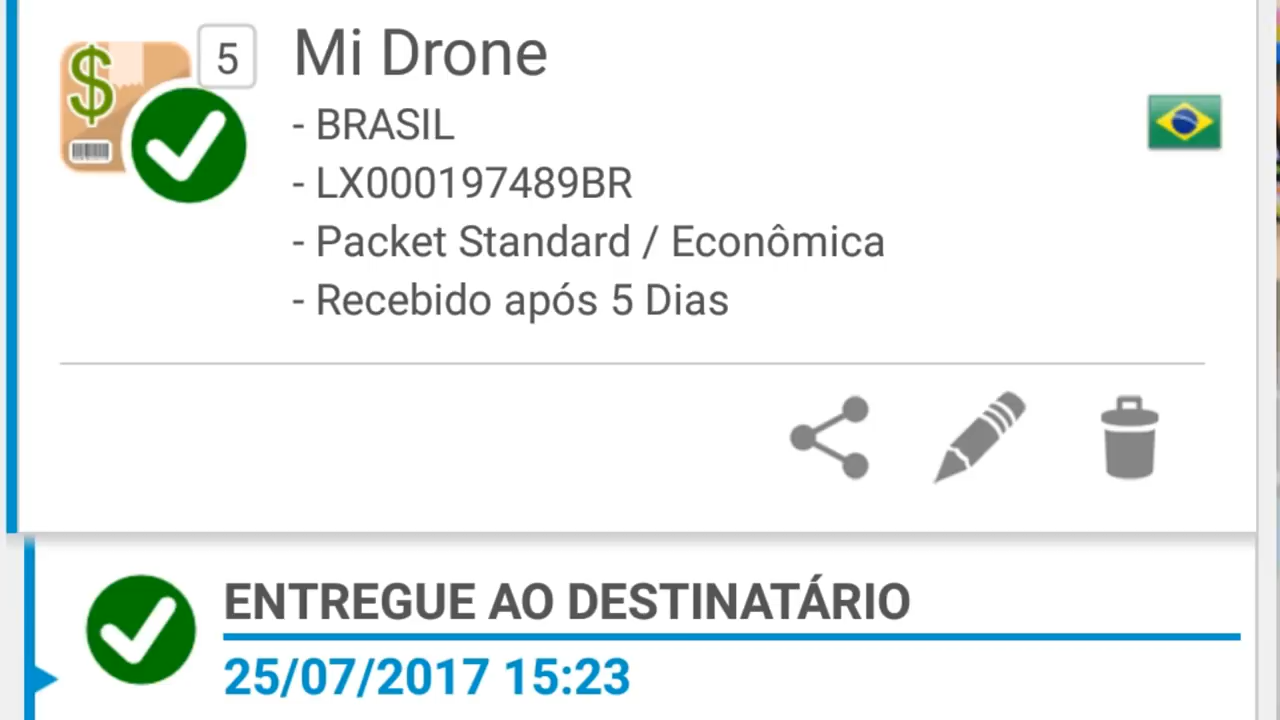 $
5
Mi Drone
- BRASIL
- LX000197489BR
- Packet Standard / Econômica
- Recebido após 5 Dias
ENTREGUE AO DESTINATÁRIO
25/07/2017 15:23